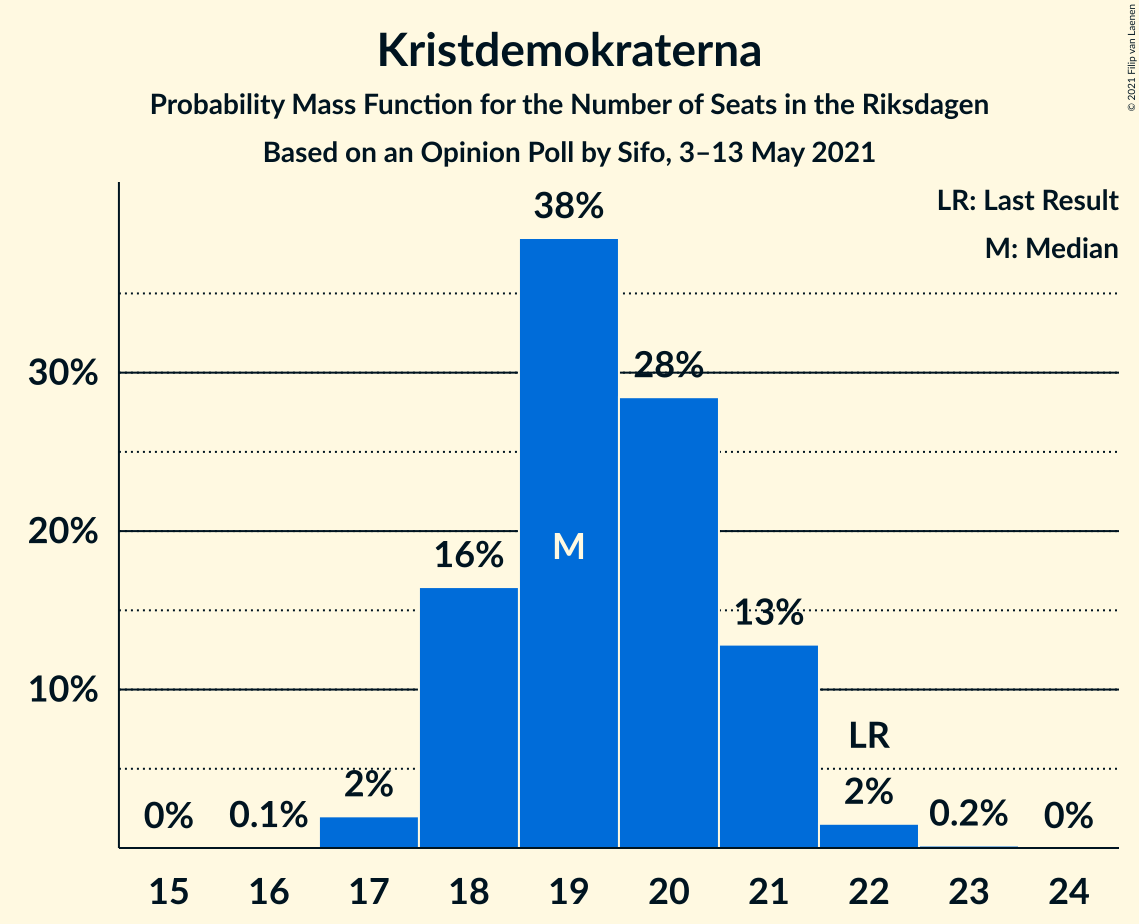 Kristdemokraterna
Probability Mass Function for the Number of Seats in the Riksdagen
Based on an Opinion Poll by Sifo, 3–13 May 2021
© 2021 Filip van Laenen
LR: Last Result
M: Median
38%
30%
28%
20%
16%
M
13%
10%
LR
0%
0.1%
2%
2%
0.2%
0%
15 16 17 18 19 20 21 22 23 24